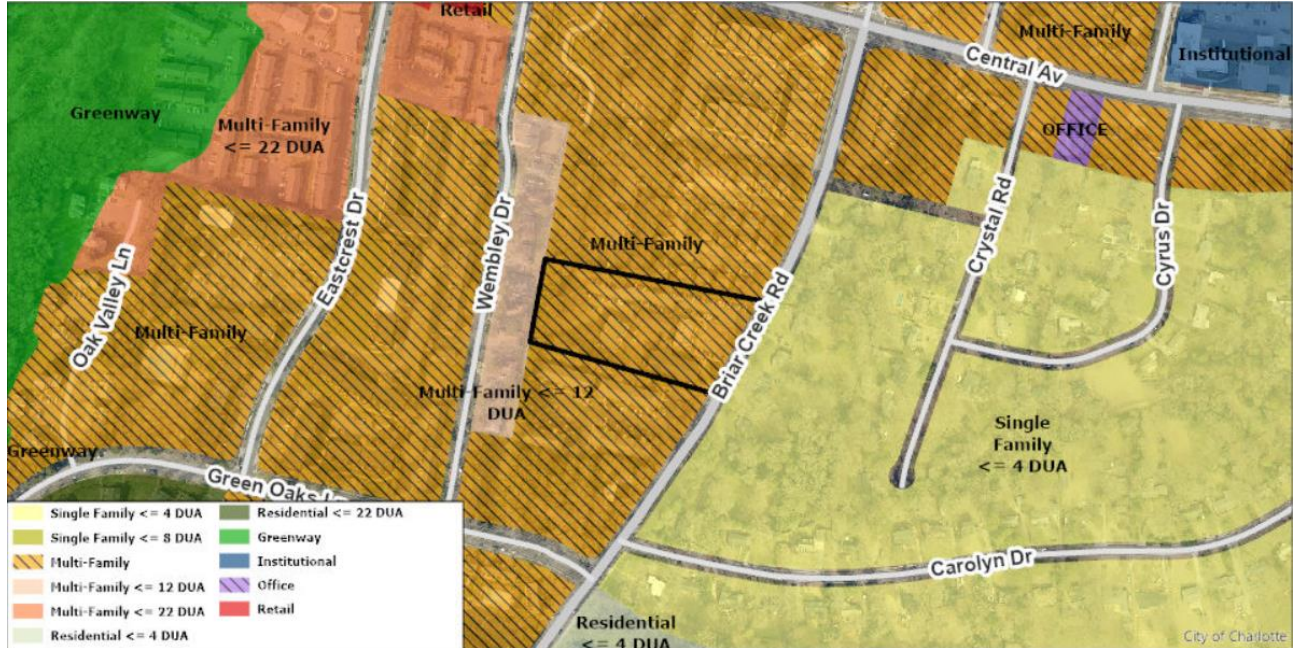 Retail
Multi-Family
Institutional
Central Av
Greenway
Multi-Family
<= 22 DUA
OFFICE
Eastcrest Dr
Wembley Dr
Crystal Rd
Cyrus Dr
Multi-Family
Oak Valley Ln
Multi-Family
Briar Creek Rd
Multi-Family <= 12
DUA
Single
Family
<= 4 DUA
Greenway
Green Oaks
Carolyn Dr
Residential
<= 4 DUA
Single Family <= 4 DUA
Single Family <= 8 DUA
Multi-Family
Multi-Family <= 12 DUA
Multi-Family <= 22 DUA
Residential <= 4 DUA
Residential <= 22 DUA
Greenway
Institutional
Office
Retail
City of Charlotte